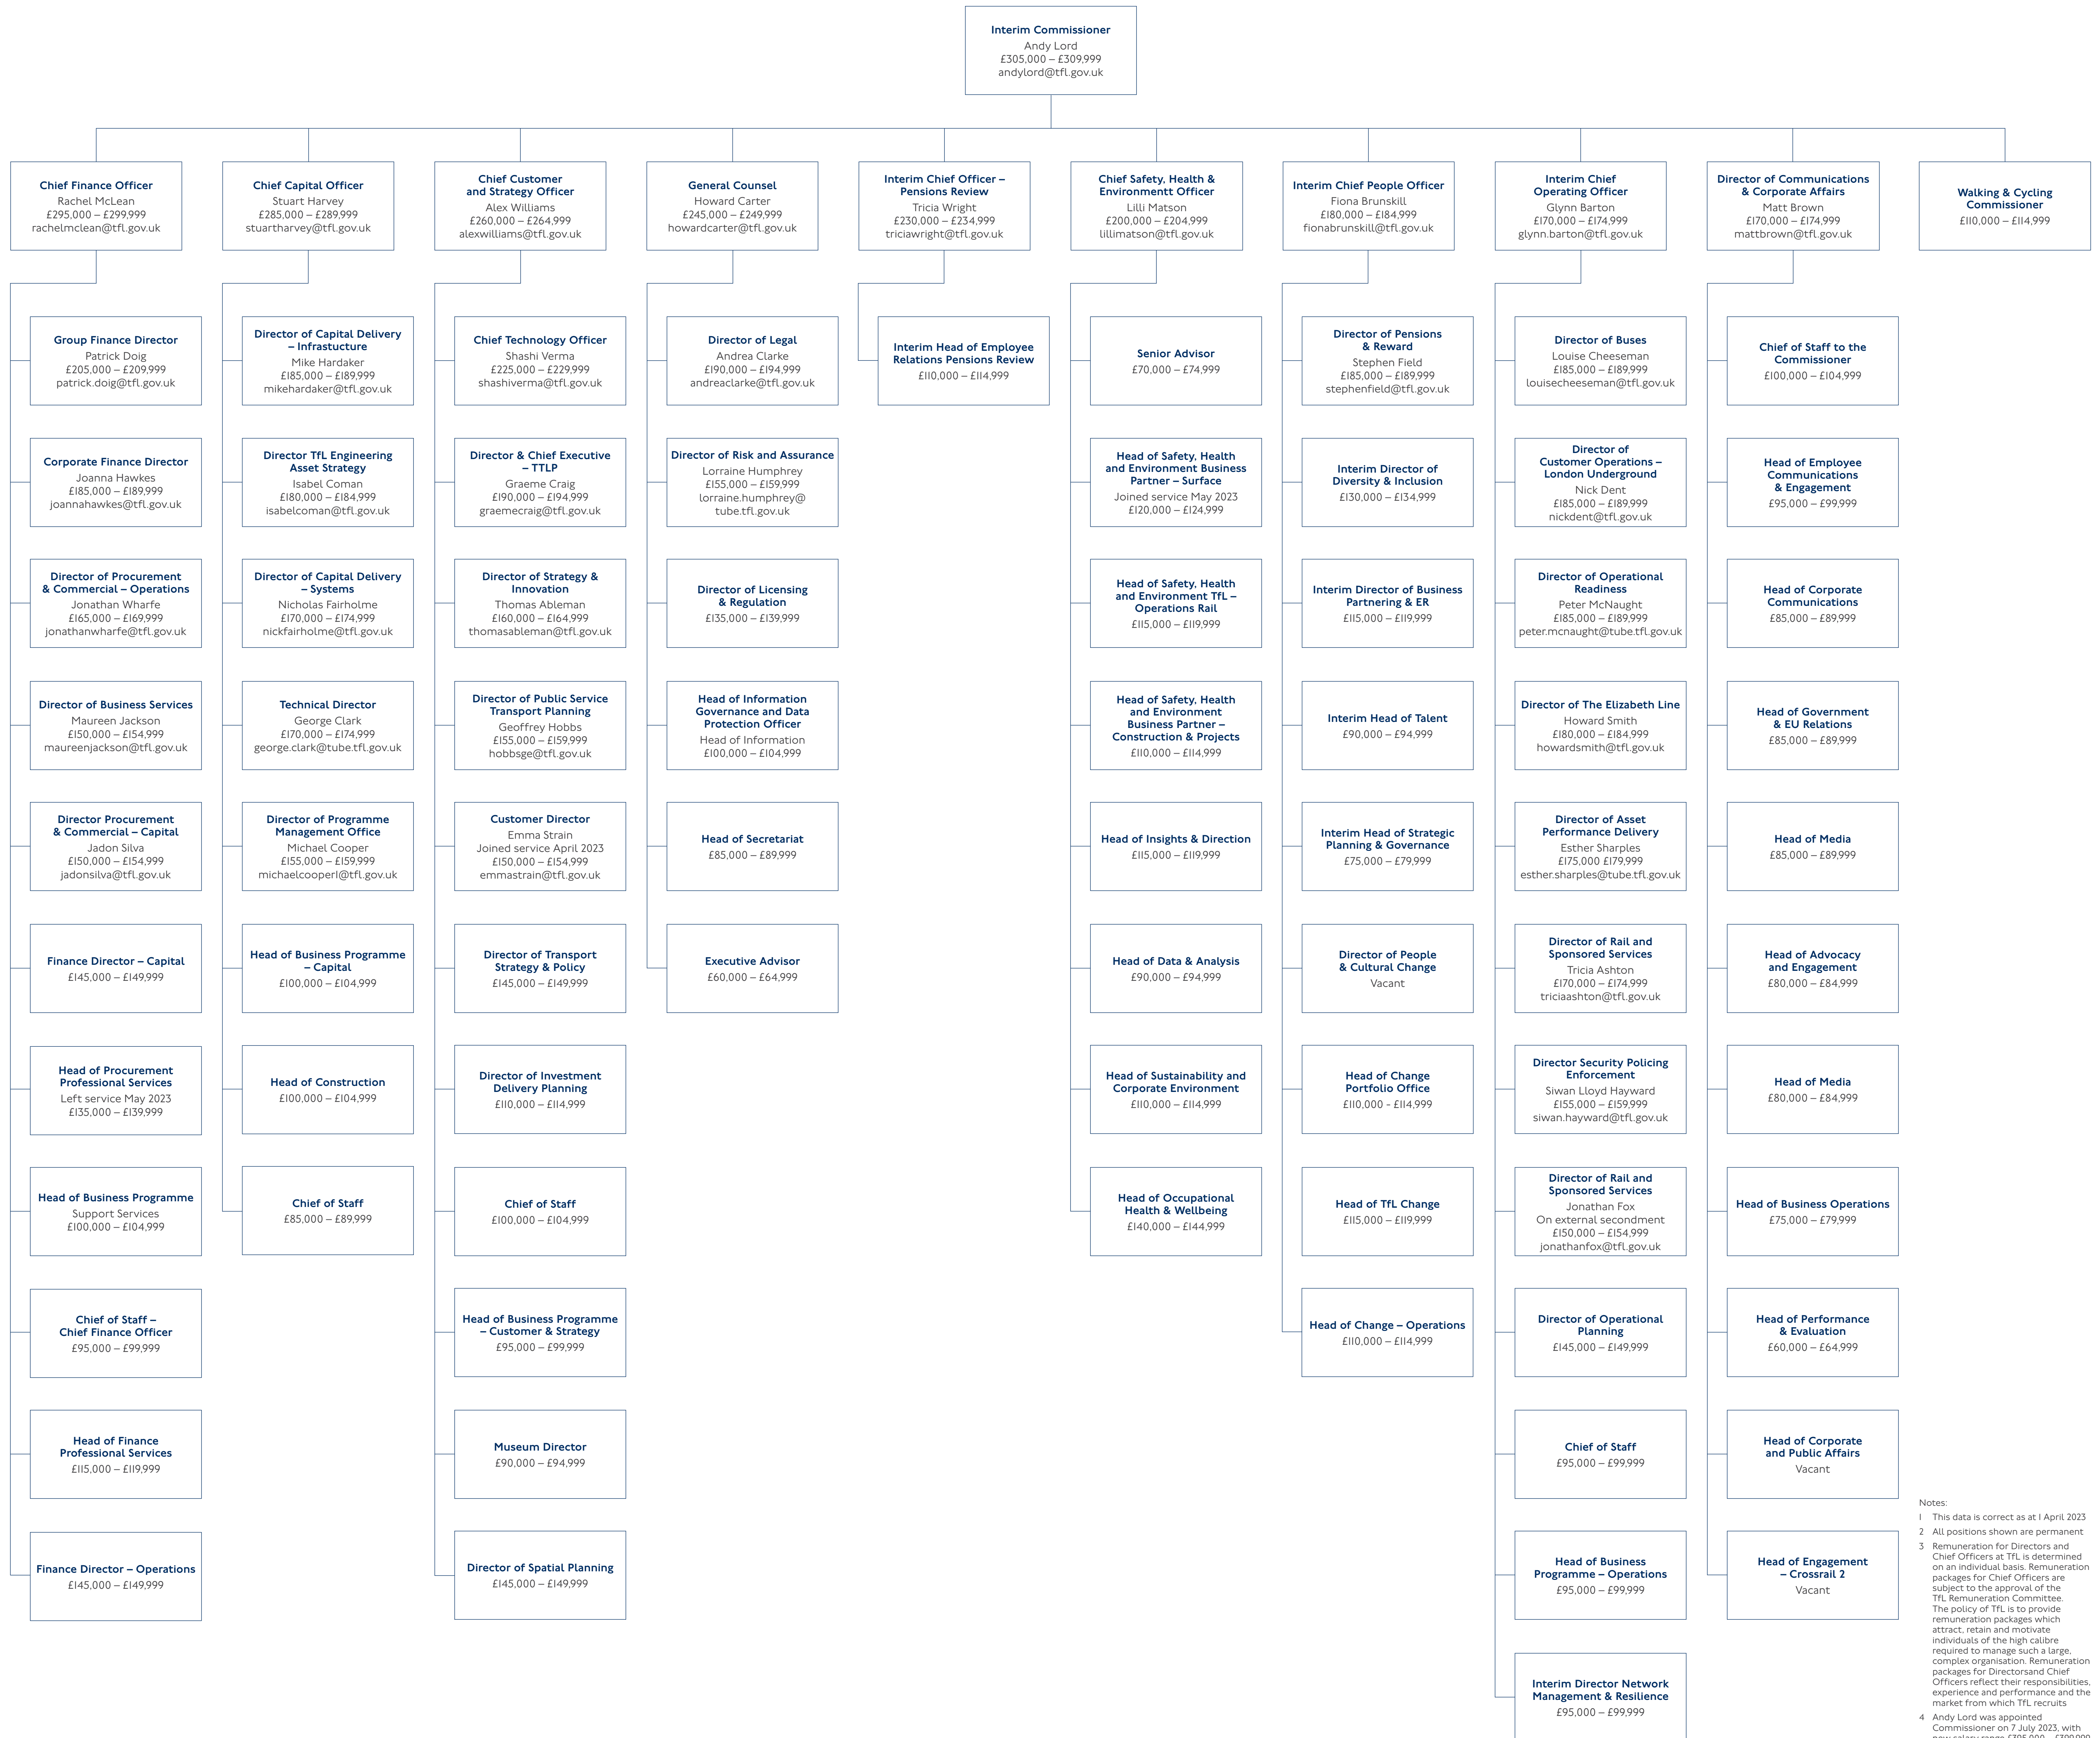 Interim Commissioner
Andy Lord
£305,000 – £309,999
andylord@tfl.gov.uk
Chief Finance Officer
Rachel McLean
£295,000 – £299,999
rachelmclean@tfl.gov.uk
Chief Capital Officer
Stuart Harvey
£285,000 – £289,999
stuartharvey@tfl.gov.uk
Chief Customer
and Strategy Officer
Alex Williams
£260,000 – £264,999
alexwilliams@tfl.gov.uk
General Counsel
Howard Carter
£245,000 – £249,999
howardcarter@tfl.gov.uk
Interim Chief Officer –
Pensions Review
Tricia Wright
£230,000 – £234,999
triciawright@tfl.gov.uk
Chief Safety, Health &
Environmentt Officer
Lilli Matson
£200,000 – £204,999
lillimatson@tfl.gov.uk
Interim Chief People Officer
Fiona Brunskill
£180,000 – £184,999
fionabrunskill@tfl.gov.uk
Interim Chief
Operating Officer
Glynn Barton
£170,000 – £174,999
glynn.barton@tfl.gov.uk
Director of Communications
& Corporate Affairs
Matt Brown
£170,000 – £174,999
mattbrown@tfl.gov.uk
Walking & Cycling
Commissioner
£110,000 – £114,999
Group Finance Director
Patrick Doig
£205,000 – £209,999
patrick.doig@tfl.gov.uk
Corporate Finance Director
Joanna Hawkes
£185,000 – £189,999
joannahawkes@tfl.gov.uk
Director of Procurement
& Commercial – Operations
Jonathan Wharfe
£165,000 – £169,999
jonathanwharfe@tfl.gov.uk
Director of Business Services
Maureen Jackson
£150,000 – £154,999
maureenjackson@tfl.gov.uk
Director Procurement
& Commercial – Capital
Jadon Silva
£150,000 – £154,999
jadonsilva@tfl.gov.uk
Finance Director – Capital
£145,000 – £149,999
Head of Procurement
Professional Services
Left service May 2023
£135,000 – £139,999
Head of Business Programme
Support Services
£100,000 – £104,999
Chief of Staff –
Chief Finance Officer
£95,000 – £99,999
Head of Finance
Professional Services
£115,000 – £119,999
Finance Director – Operations
£145,000 – £149,999
Director of Capital Delivery
– Infrastucture
Mike Hardaker
£185,000 – £189,999
mikehardaker@tfl.gov.uk
Director TfL Engineering
Asset Strategy
Isabel Coman
£180,000 – £184,999
isabelcoman@tfl.gov.uk
Director of Capital Delivery
– Systems
Nicholas Fairholme
£170,000 – £174,999
nickfairholme@tfl.gov.uk
Technical Director
George Clark
£170,000 – £174,999
george.clark@tube.tfl.gov.uk
Director of Programme
Management Office
Michael Cooper
£155,000 – £159,999
michaelcooper1@tfl.gov.uk
Head of Business Programme
– Capital
£100,000 – £104,999
Head of Construction
£100,000 – £104,999
Chief of Staff
£85,000 – £89,999
Chief Technology Officer
Shashi Verma
£225,000 – £229,999
shashiverma@tfl.gov.uk
Director & Chief Executive
– TTLP
Graeme Craig
£190,000 – £194,999
graemecraig@tfl.gov.uk
Director of Strategy &
Innovation
Thomas Ableman
£160,000 – £164,999
thomasableman@tfl.gov.uk
Director of Public Service
Transport Planning
Geoffrey Hobbs
£155,000 – £159,999
hobbsge@tfl.gov.uk
Customer Director
Emma Strain
Joined service April 2023
£150,000 – £154,999
emmastrain@tfl.gov.uk
Director of Transport
Strategy & Policy
£145,000 – £149,999
Director of Investment
Delivery Planning
£110,000 – £114,999
Chief of Staff
£100,000 – £104,999
Head of Business Programme
– Customer & Strategy
£95,000 – £99,999
Museum Director
£90,000 – £94,999
Director of Spatial Planning
£145,000 – £149,999
Director of Legal
Andrea Clarke
£190,000 – £194,999
andreaclarke@tfl.gov.uk
Director of Risk and Assurance
Lorraine Humphrey
£155,000 – £159,999
lorraine.humphrey@
tube.tfl.gov.uk
Director of Licensing
& Regulation
£135,000 – £139,999
Head of Information
Governance and Data
Protection Officer
Head of Information
£100,000 – £104,999
Head of Secretariat
£85,000 – £89,999
Executive Advisor
£60,000 – £64,999
Interim Head of Employee
Relations Pensions Review
£110,000 – £114,999
Senior Advisor
£70,000 – £74,999
Head of Safety, Health
and Environment Business
Partner – Surface
Joined service May 2023
£120,000 – £124,999
Head of Safety, Health
and Environment TfL –
Operations Rail
£115,000 – £119,999
Head of Safety, Health
and Environment
Business Partner –
Construction & Projects
£110,000 – £114,999
Head of Insights & Direction
£115,000 – £119,999
Head of Data & Analysis
£90,000 – £94,999
Head of Sustainability and
Corporate Environment
£110,000 – £114,999
Head of Occupational
Health & Wellbeing
£140,000 – £144,999
Director of Pensions
& Reward
Stephen Field
£185,000 – £189,999
stephenfield@tfl.gov.uk
Interim Director of
Diversity & Inclusion
£130,000 – £134,999
Interim Director of Business
Partnering & ER
£115,000 – £119,999
Interim Head of Talent
£90,000 – £94,999
Interim Head of Strategic
Planning & Governance
£75,000 – £79,999
Director of People
& Cultural Change
Vacant
Head of Change
Portfolio Office
£110,000 - £114,999
Head of TfL Change
£115,000 – £119,999
Head of Change – Operations
£110,000 – £114,999
Director of Buses
Louise Cheeseman
£185,000 – £189,999
louisecheeseman@tfl.gov.uk
Director of
Customer Operations –
London Underground
Nick Dent
£185,000 – £189,999
nickdent@tfl.gov.uk
Director of Operational
Readiness
Peter McNaught
£185,000 – £189,999
peter.mcnaught@tube.tfl.gov.uk
Director of The Elizabeth Line
Howard Smith
£180,000 – £184,999
howardsmith@tfl.gov.uk
Director of Asset
Performance Delivery
Esther Sharples
£175,000 £179,999
esther.sharples@tube.tfl.gov.uk
Director of Rail and
Sponsored Services
Tricia Ashton
£170,000 – £174,999
triciaashton@tfl.gov.uk
Director Security Policing
Enforcement
Siwan Lloyd Hayward
£155,000 – £159,999
siwan.hayward@tfl.gov.uk
Director of Rail and
Sponsored Services
Jonathan Fox
On external secondment
£150,000 – £154,999
jonathanfox@tfl.gov.uk
Director of Operational
Planning
£145,000 – £149,999
Chief of Staff
£95,000 – £99,999
Head of Business
Programme – Operations
£95,000 – £99,999
Interim Director Network
Management & Resilience
£95,000 – £99,999
Chief of Staff to the
Commissioner
£100,000 – £104,999
Head of Employee
Communications
& Engagement
£95,000 – £99,999
Head of Corporate
Communications
£85,000 – £89,999
Head of Government
& EU Relations
£85,000 – £89,999
Head of Media
£85,000 – £89,999
Head of Advocacy
and Engagement
£80,000 – £84,999
Head of Media
£80,000 – £84,999
Head of Business Operations
£75,000 – £79,999
Head of Performance
& Evaluation
£60,000 – £64,999
Head of Corporate
and Public Affairs
Vacant
Head of Engagement
– Crossrail 2
Vacant
Notes:
1 This data is correct as at 1 April 2023
2 All positions shown are permanent
3 Remuneration for Directors and
Chief Officers at TfL is determined
on an individual basis. Remuneration
packages for Chief Officers are
subject to the approval of the
TfL Remuneration Committee.
The policy of TfL is to provide
remuneration packages which
attract, retain and motivate
individuals of the high calibre
required to manage such a large,
complex organisation. Remuneration
packages for Directorsand Chief
Officers reflect their responsibilities,
experience and performance and the
market from which TfL recruits
4 Andy Lord was appointed
Commissioner on 7 July 2023, with